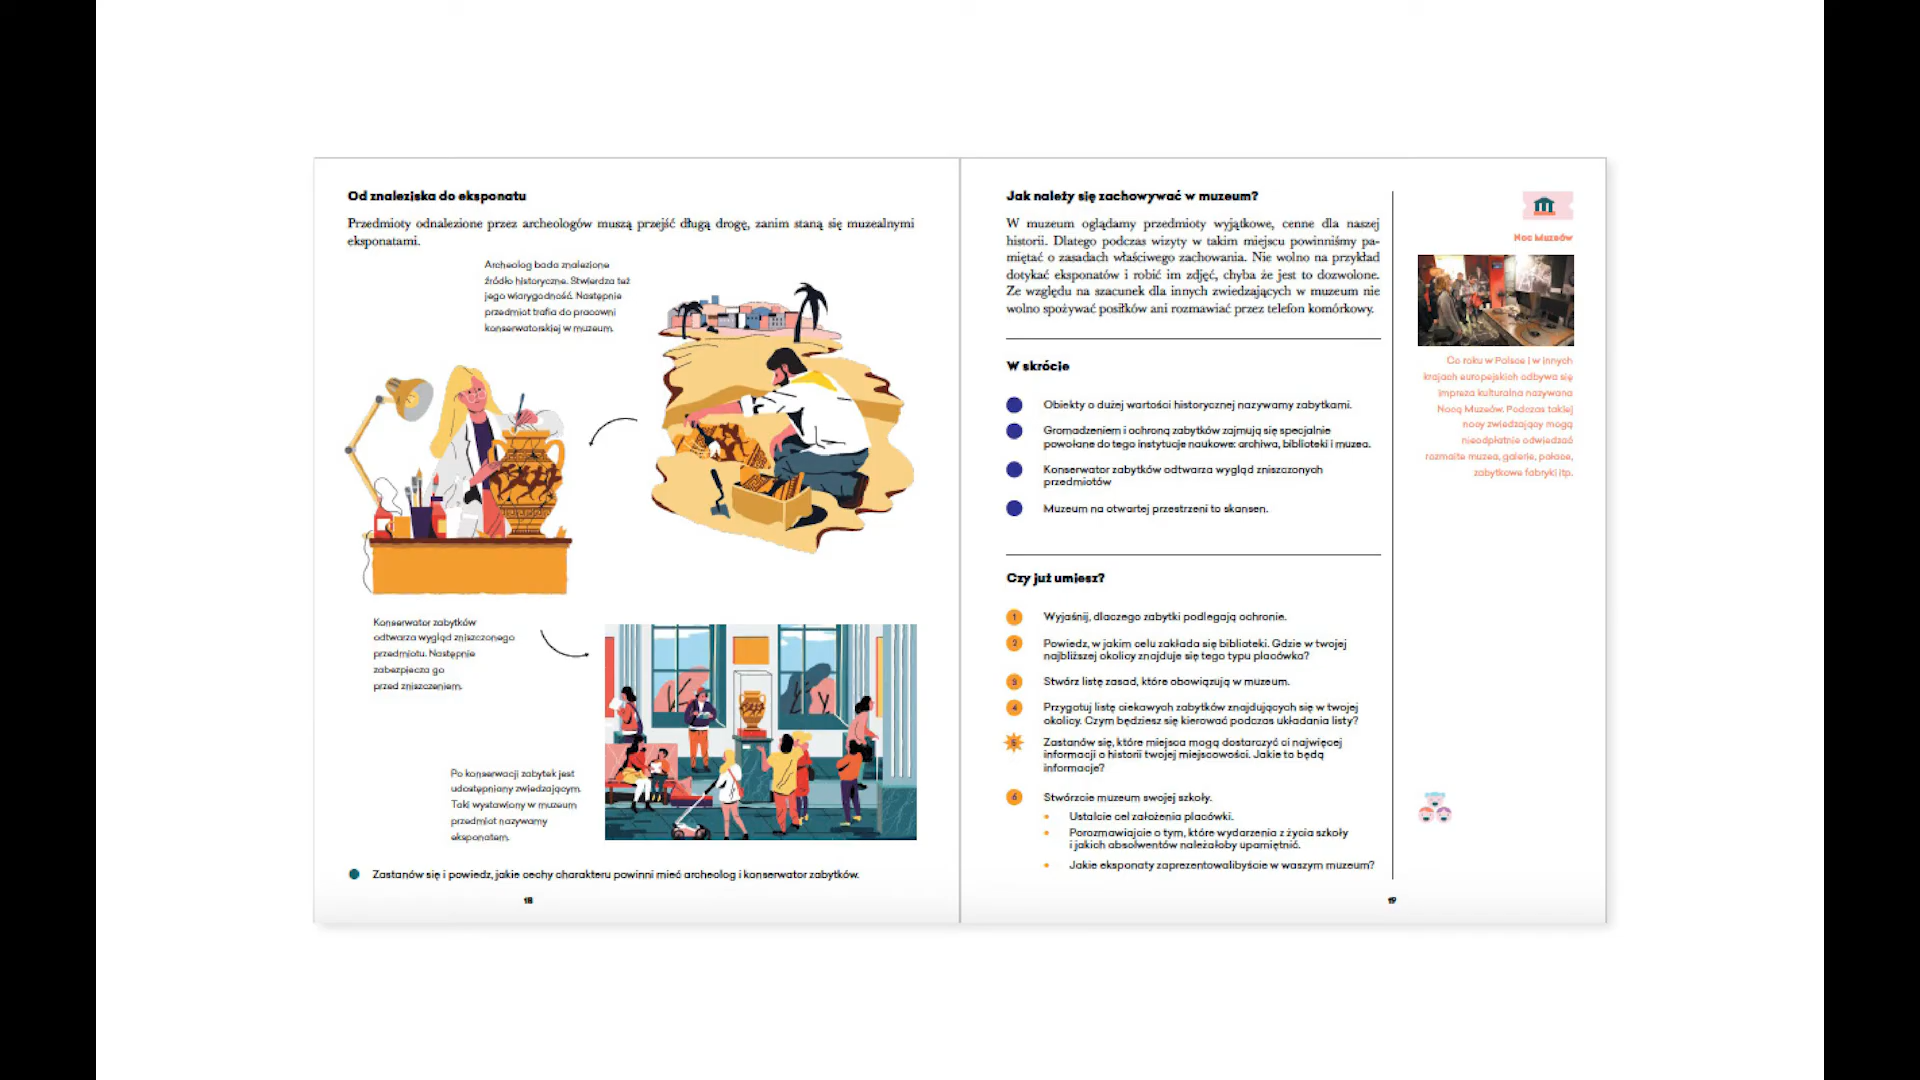 Od znaleziska do eksponatu
Przedmioty odnalezione przez archeologów muszą przejść długą drogę, zanim staną się muzealnymi
eksponatami.
Archeolog bada znalezione
źródło historyczne. Stwierdza też
jego wiarygodność. Następnie
przedmiot trafia do pracowni
konserwatorskiej w muzeum.
Konserwator zabytków
odtwarza wygląd zniszczonego
przedmiotu. Następnie
zabezpiecza go
przed zniszczeniem.
Po konserwacji zabytek jest
udostępniany zwiedzającym.
Taki wystawiony w muzeum
przedmiot nazywamy
eksponatem.
Zastanów się i powiedz, jakie cechy charakteru powinni mieć archeolog i konserwator zabytków.
18
Jak należy się zachowywać w muzeum?
W muzeum oglądamy przedmioty wyjątkowe, cenne dla naszej
historii. Dlatego podczas wizyty w takim miejscu powinniśmy pa-
miętać o zasadach właściwego zachowania. Nie wolno na przykład
dotykać eksponatów i robić im zdjęć, chyba że jest to dozwolone.
Ze względu na szacunek dla innych zwiedzających w muzeum nie
wolno spożywać posiłków ani rozmawiać przez telefon komórkowy.
W skrócie
Obiekty o dużej wartości historycznej nazywamy zabytkami.
Gromadzeniem i ochroną zabytków zajmują się specjalnie
powołane do tego instytucje naukowe: archiwa, biblioteki i muzea.
Konserwator zabytków odtwarza wygląd zniszczonych
przedmiotów
Muzeum na otwartej przestrzeni to skansen.
Czy już umiesz?
1 Wyjaśnij, dlaczego zabytki podlegają ochronie.
2 Powiedz, w jakim celu zakłada się biblioteki. Gdzie w twojej
najbliższej okolicy znajduje się tego typu placówka?
3 Stwórz listę zasad, które obowiązują w muzeum.
4 Przygotuj listę ciekawych zabytków znajdujących się w twojej
okolicy. Czym będziesz się kierować podczas układania listy?
5 Zastanów się, które miejsca mogą dostarczyć ci najwięcej
informacji o historii twojej miejscowości. Jakie to będą
informacje?
6 Stwórzcie muzeum swojej szkoły.
Ustalcie cel założenia placówki.
Porozmawiajcie o tym, które wydarzenia z życia szkoły
i jakich absolwentów należałoby upamiętnić.
Jakie eksponaty zaprezentowalibyście w waszym muzeum?
Noc Muzeów
Co roku w Polsce i w innych
krajach europejskich odbywa się
impreza kulturalna nazywana
Nocą Muzeów. Podczas takiej
nocy zwiedzający mogą
nieodpłatnie odwiedzać
rozmaite muzea, galerie, pałace,
zabytkowe fabryki itp.
19